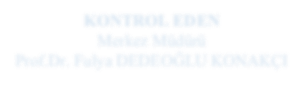 KONTROL EDEN
Merkez Müdürü
Prof.Dr. Fulya DEDEOĞLU KONAKÇI